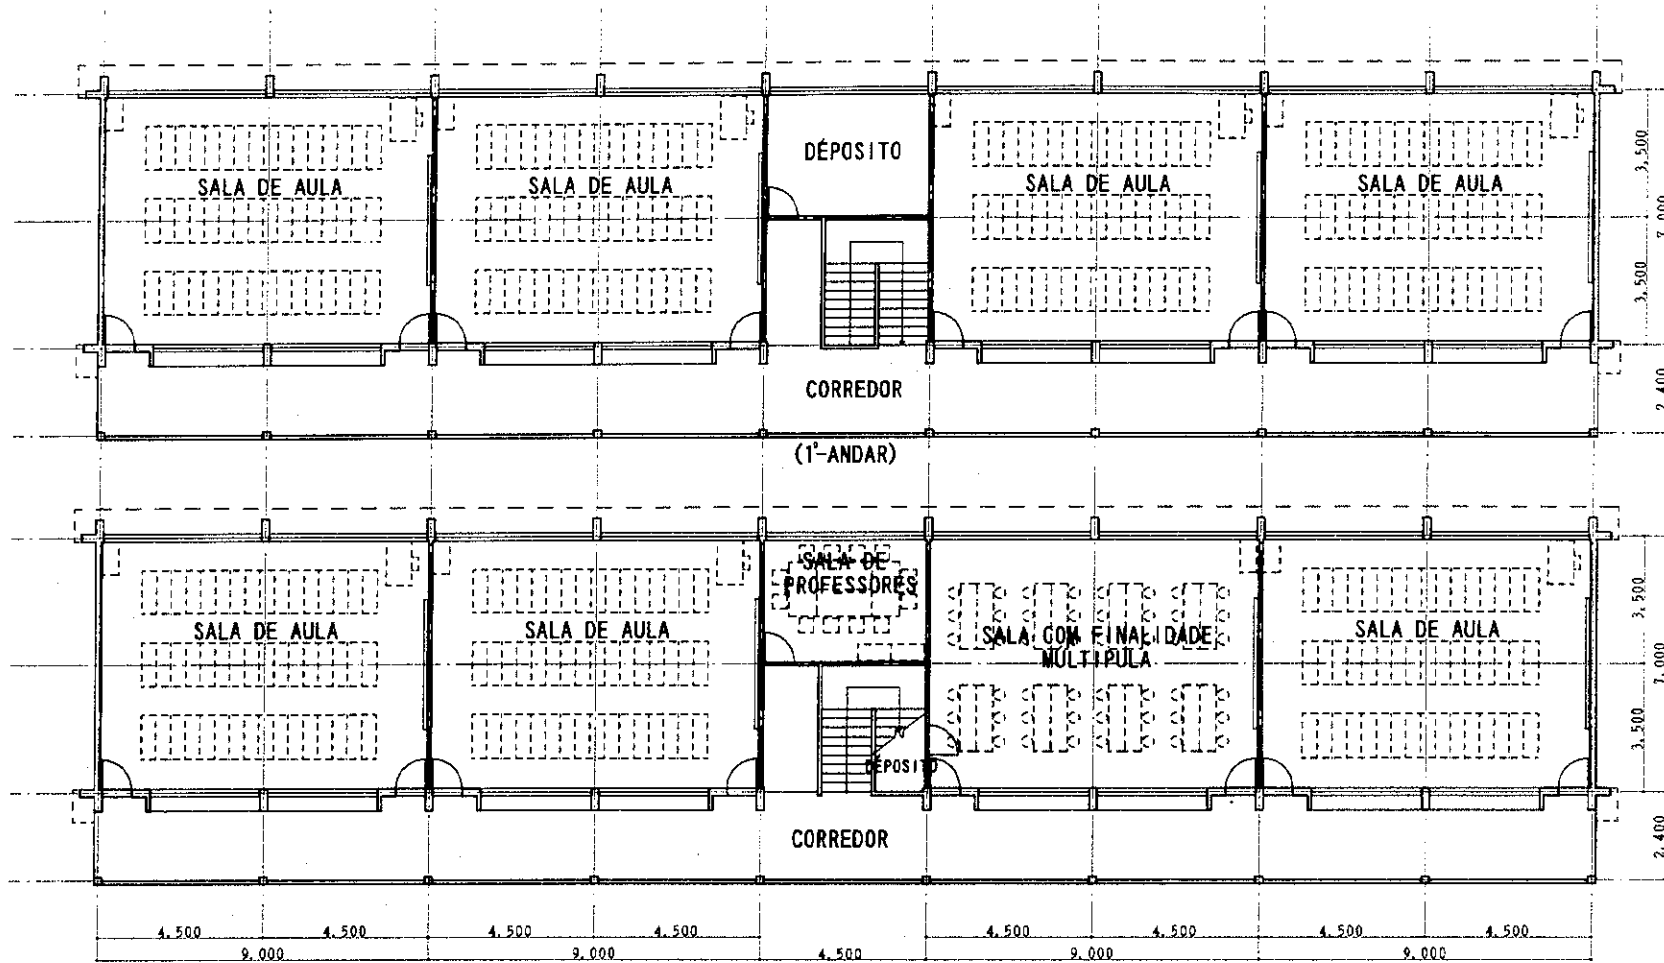 DÉPOSITO
SALA DE AULA
SALA DE AULA
SALA DE AULA
SALA DE AULA
3,500
7,000
3,500
CORREDOR
2,400
(1º-ANDAR)
SALA DE
PROFESSORES
3,500
SALA DE AULA
SALA DE AULA
SALA COM FINALIDADE
MULTIPULA
SALA DE AULA
7,000
3,500
DÉPOSITO
CORREDOR
2,400
4,500
4,500
4,500
4,500
4,500
4,500
4,500
4,500
9,000
9,000
4,500
9,000
9,000